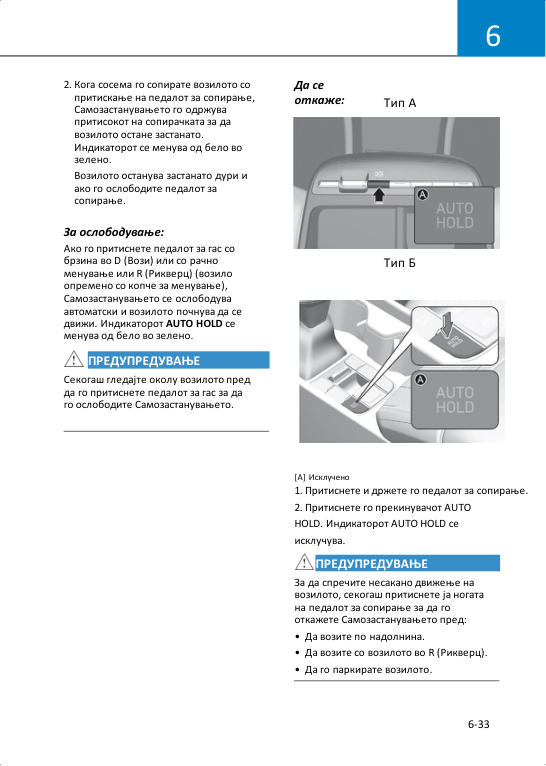 6
2. Кога сосема го сопирате возилото со
притискање на педалот за сопирање,
Самозастанувањето го одржува
притисокот на сопирачката за да
возилото остане застанато.
Индикаторот се менува од бело во
зелено.
Возилото останува застанато дури и
ако го ослободите педалот за
сопирање.
За ослободување:
Ако го притиснете педалот за гас со
брзина во D (Вози) или со рачно
менување или R (Рикверц) (возило
опремено со копче за менување),
Самозастанувањето се ослободува
автоматски и возилото почнува да се
движи. Индикаторот AUTO HOLD се
менува од бело во зелено.
ПРЕДУПРЕДУВАЊЕ
Секогаш гледајте околу возилото пред
да го притиснете педалот за гас за да
го ослободите Самозастанувањето.
Да се
откаже:
Тип А
A
AUTO
HOLD
Тип Б
AUTO
HOLD
A
AUTO
HOLD
[A] Исклучено
1. Притиснете и држете го педалот за сопирање.
2. Притиснете го прекинувачот AUTO
HOLD. Индикаторот AUTO HOLD се
исклучува.
ПРЕДУПРЕДУВАЊЕ
За да спречите несакано движење на
возилото, секогаш притиснете ја ногата
на педалот за сопирање за да го
откажете Самозастанувањето пред:
• Да возите по надолнина.
• Да возите со возилото во R (Рикверц).
• Да го паркирате возилото.
6-33